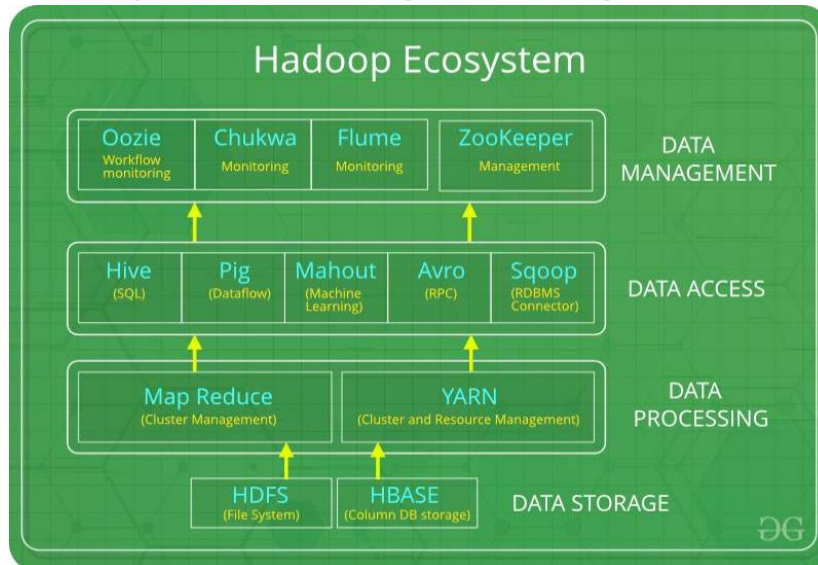 Hadoop Ecosystem
Oozie
Workflow
monitoring
Chukwa
Monitoring
Flume
Monitoring
ZooKeeper
Management
DATA
MANAGEMENT
Hive
(SQL)
Pig
(Dataflow)
Mahout
(Machine
Learning)
Avro
(RPC)
Sqoop
(RDBMS
Connector)
DATA ACCESS
Map Reduce
(Cluster Management)
YARN
(Cluster and Resource Management)
DATA
PROCESSING
HDFS
(File System)
HBASE
(Column DB storage)
DATA STORAGE